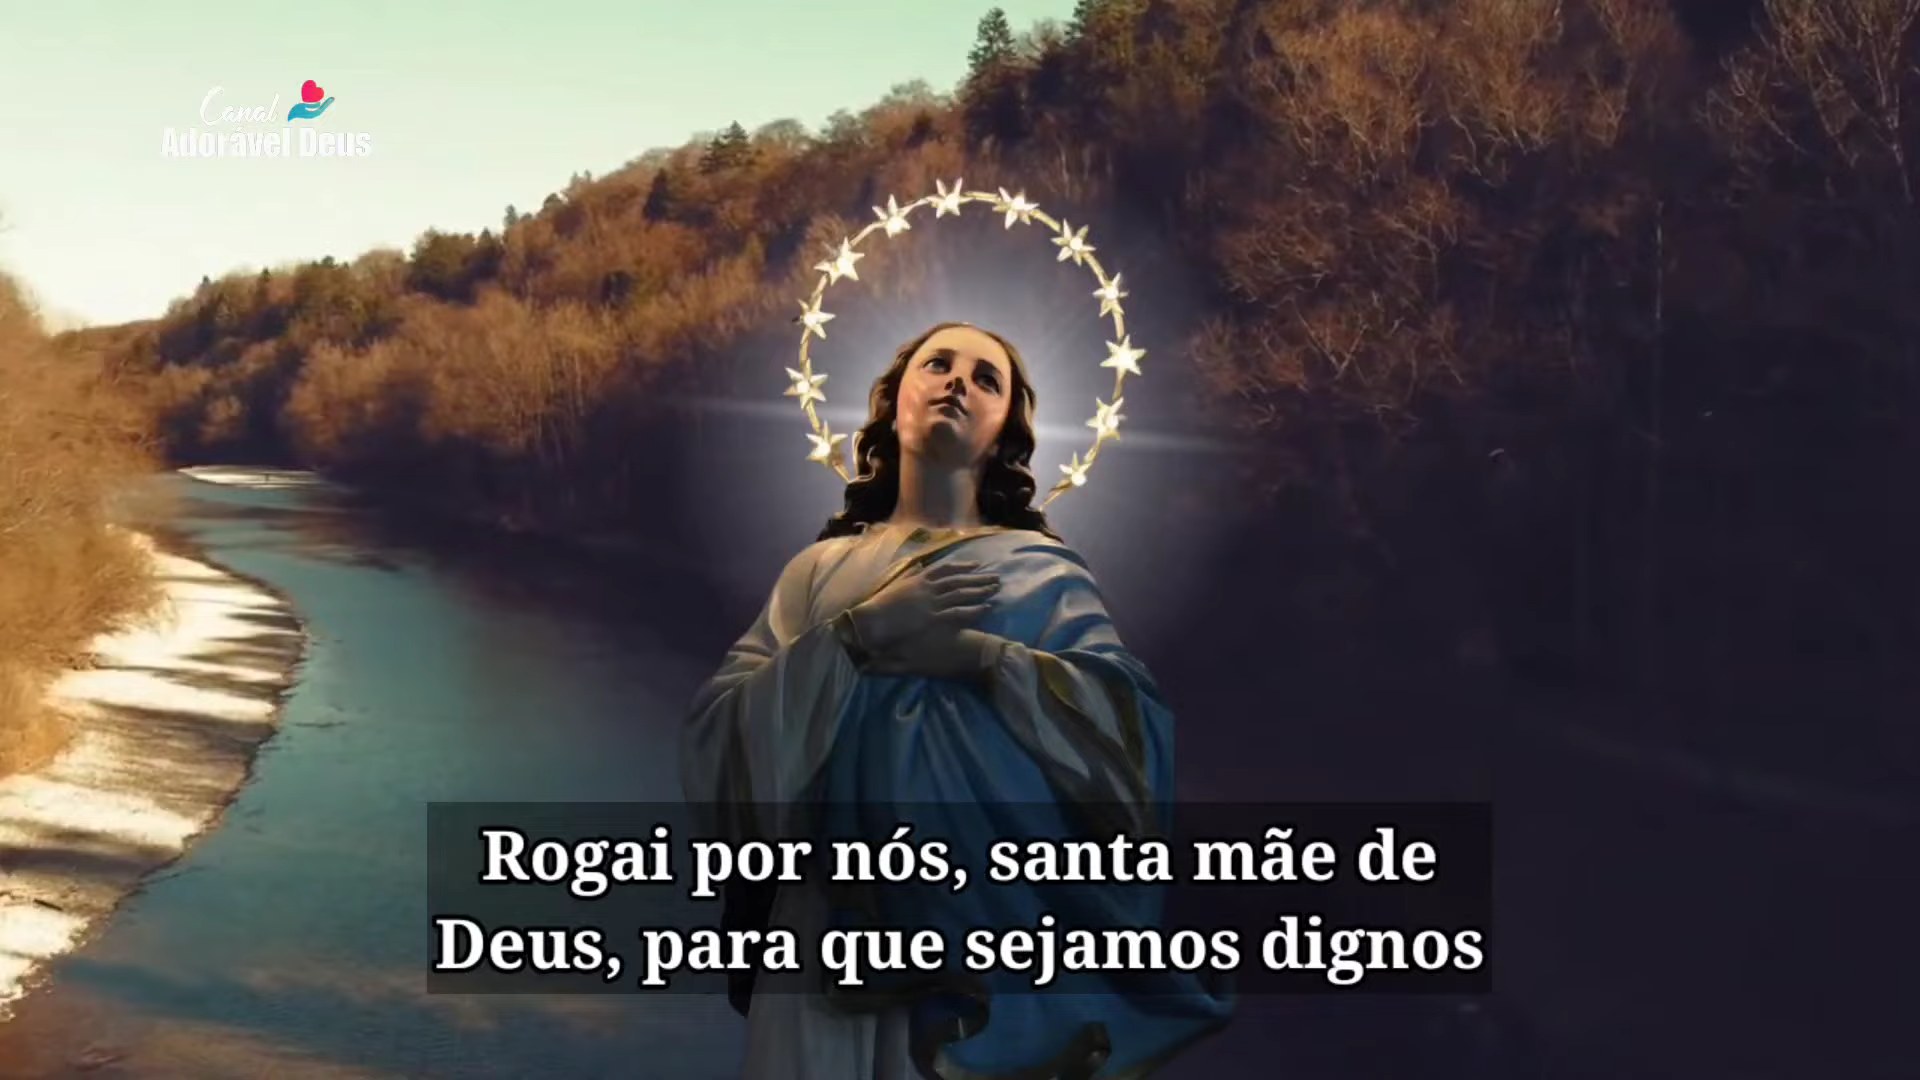 Canal
Adorável Deus
Rogai por nós, santa mãe de
Deus, para que sejamos dignos